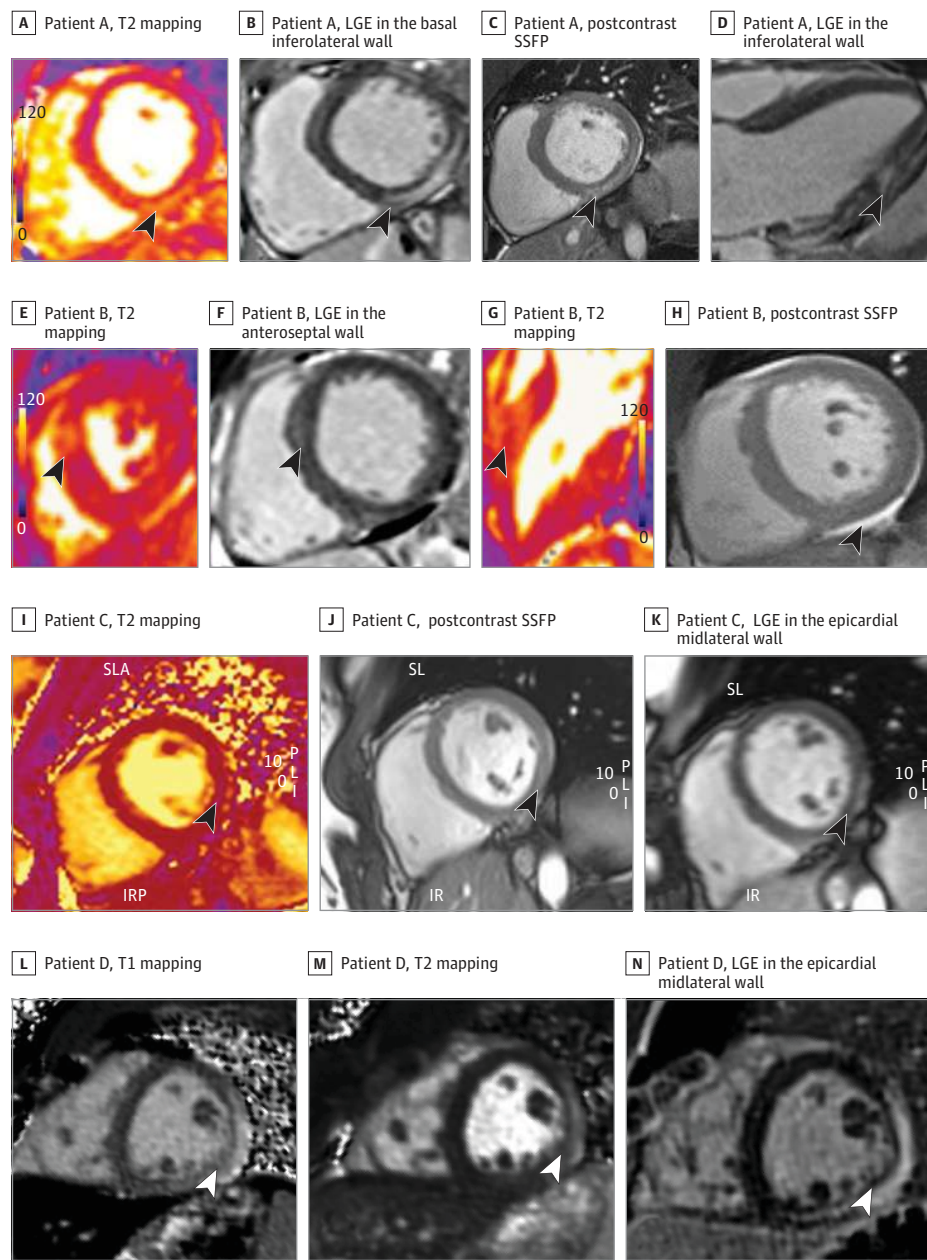 A Patient A, T2 mapping
B Patient A, LGE in the basal
inferolateral wall
C Patient A, postcontrast
SSFP
D Patient A, LGE in the
inferolateral wall
120
0
E Patient B, T2
mapping
F Patient B, LGE in the
anteroseptal wall
G Patient B, T2
mapping
H Patient B, postcontrast SSFP
120
0
120
0
I Patient C, T2 mapping
J Patient C, postcontrast SSFP
K Patient C, LGE in the epicardial
midlateral wall
SLA
10
0
P
L
I
IRP
SL
10
0
P
L
I
IR
SL
10
0
P
L
I
IR
L Patient D, T1 mapping
M Patient D, T2 mapping
N Patient D, LGE in the epicardial
midlateral wall